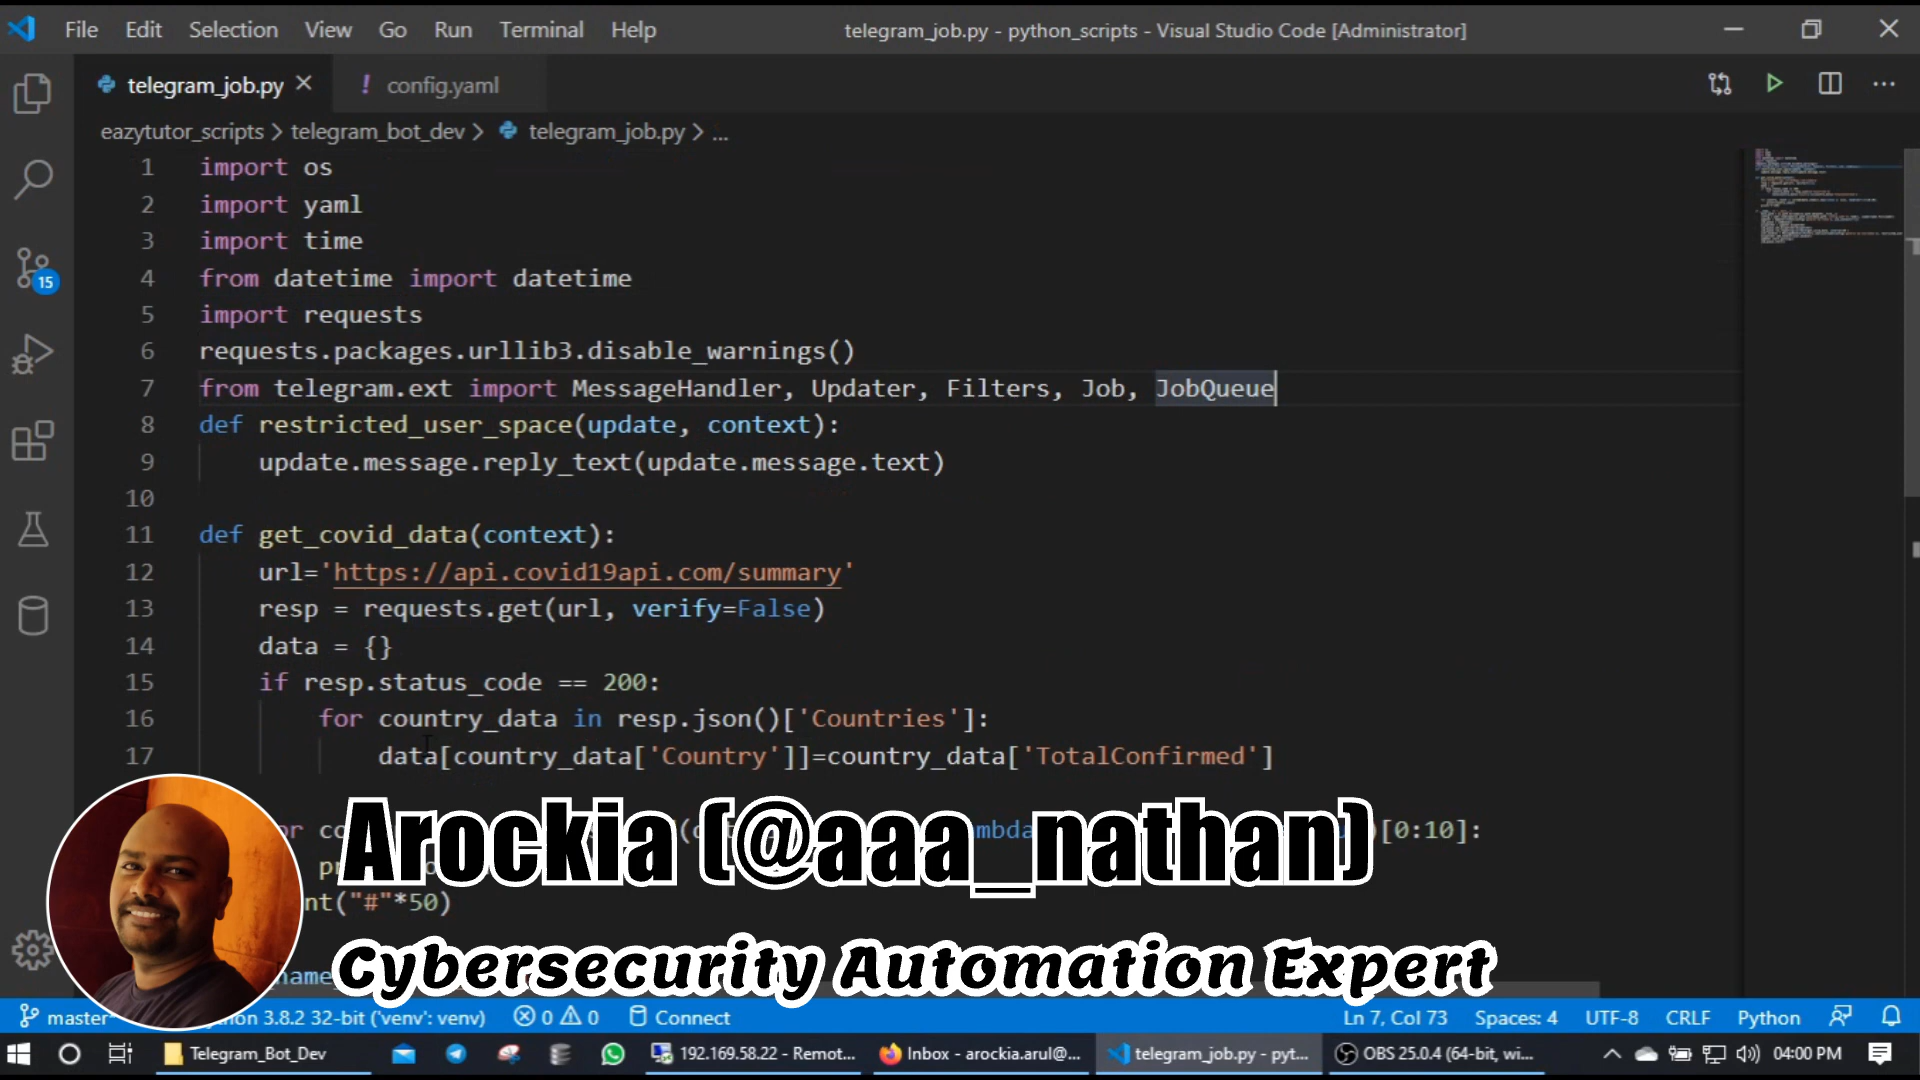 File Edit Selection View Go Run Terminal Help telegram_job.py - python_scripts - Visual Studio Code [Administrator]
telegram_job.py config.yaml
eazytutor_scripts > telegram_bot_dev > telegram_job.py > ...
1 import os
2 import yaml
3 import time
4 from datetime import datetime
5 import requests
6 requests.packages.urllib3.disable_warnings()
7 from telegram.ext import MessageHandler, Updater, Filters, Job, JobQueue
8 def restricted_user_space(update, context):
9 update.message.reply_text(update.message.text)
10
11 def get_covid_data(context):
12 url='https://api.covid19api.com/summary'
13 resp = requests.get(url, verify=False)
14 data = {}
15 if resp.status_code == 200:
16 for country_data in resp.json()['Countries']:
17 data[country_data['Country']]=country_data['TotalConfirmed']
)[0:10]:
Arockia (@aaa_nathan)
nt("#"*50)
Cybersecurity Automation Expert
15
master* 3.8.2 32-bit ('venv': venv) 0 0 Connect Ln 7, Col 73 Spaces: 4 UTF-8 CRLF Python
Telegram_Bot_Dev 192.169.58.22 - Remot... Inbox - arockia.arul@... telegram_job.py - pyt... OBS 25.0.4 (64-bit, wi... 04:00 PM